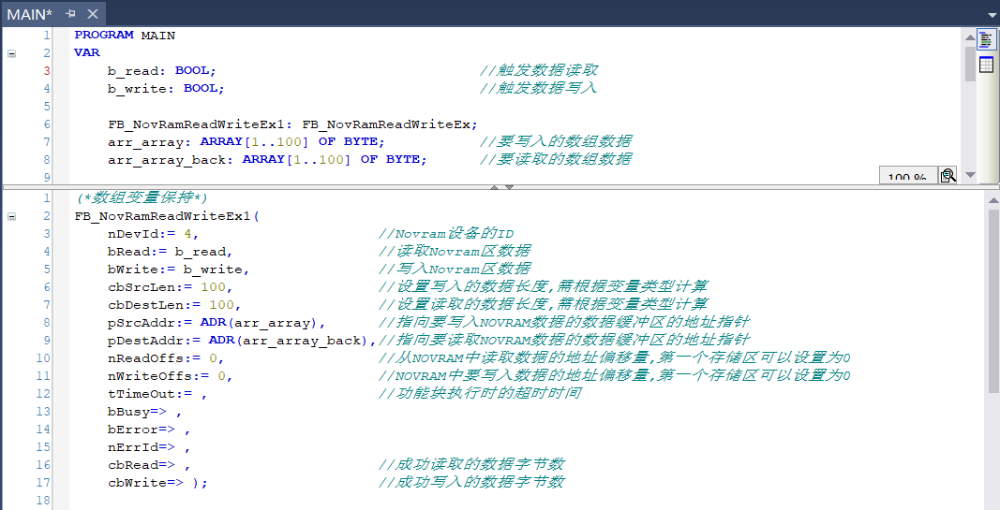 MAIN*
1 PROGRAM MAIN
2 VAR
3 b_read: BOOL; //触发数据读取
4 b_write: BOOL; //触发数据写入
5
6 FB_NovRamReadWriteEx1: FB_NovRamReadWriteEx;
7 arr_array: ARRAY[1..100] OF BYTE; //要写入的数组数据
8 arr_array_back: ARRAY[1..100] OF BYTE; //要读取的数组数据
9
100 %
1 (*数组变量保持*)
2 FB_NovRamReadWriteEx1(
3 nDevId:= 4, //Novram设备的ID
4 bRead:= b_read, //读取Novram区数据
5 bWrite:= b_write, //写入Novram区数据
6 cbSrcLen:= 100, //设置写入的数据长度,需根据变量类型计算
7 cbDestLen:= 100, //设置读取的数据长度,需根据变量类型计算
8 pSrcAddr:= ADR(arr_array), //指向要写入NOVRAM数据的数据缓冲区的地址指针
9 pDestAddr:= ADR(arr_array_back),//指向要读取NOVRAM数据的数据缓冲区的地址指针
10 nReadOffs:= 0, //从NOVRAM中读取数据的地址偏移量,第一个存储区可以设置为0
11 nWriteOffs:= 0, //NOVRAM中要写入数据的地址偏移量,第一个存储区可以设置为0
12 tTimeOut:= , //功能块执行时的超时时间
13 bBusy=> ,
14 bError=> ,
15 nErrId=> ,
16 cbRead=> , //成功读取的数据字节数
17 cbWrite=> ); //成功写入的数据字节数
18